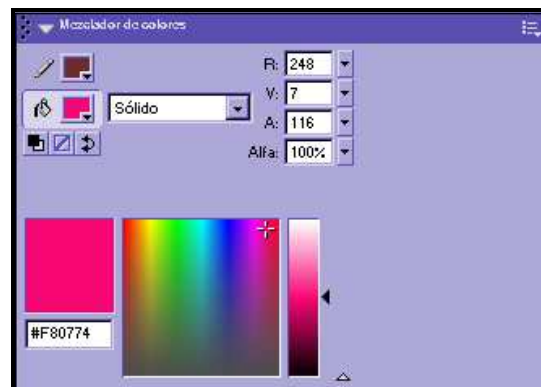 Mezclador de colores
R: 248
V: 7
Sólido
A: 116
Alfa: 100%
#F80774